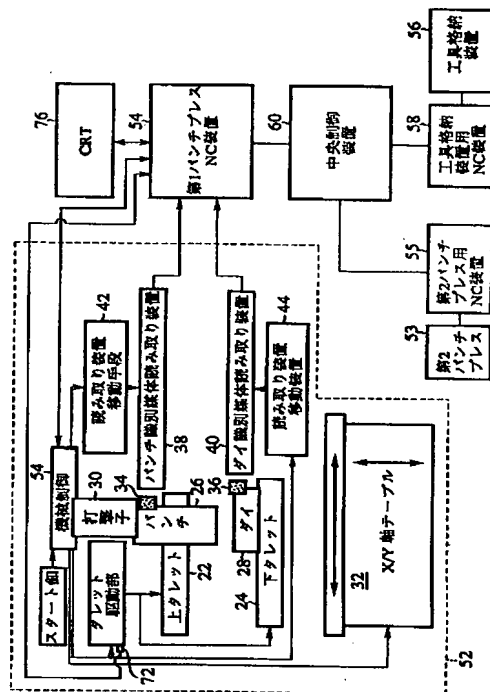 76
CRT
54
第1パンチプレス
NC装置
60
中央制御
装置
56
工具格納
装置
58
工具格納
装置用
NC装置
55
第2パンチ
プレス用
NC装置
53
第2
パンチ
プレス
42
読み取り装置
移動手段
パンチ識別媒体読み取り装置
38
40
ダイ識別媒体読み取り装置
44
読み取り装置
移動装置
54
機械制御
スタート釦
30
打撃子
34
パンチ
26
タレット
駆動部
72
上タレット
22
36
ダイ
28
下タレット
24
32
X/Y 軸テーブル
52